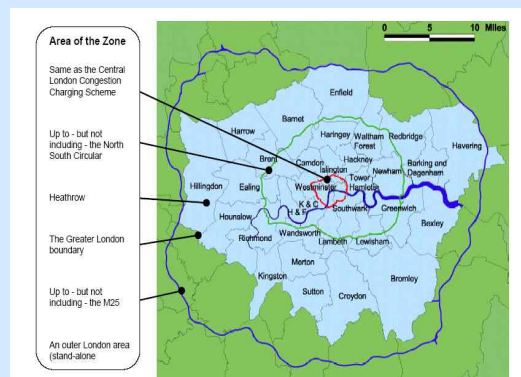 Area of the Zone
Same as the Central
London Congestion
Charging Scheme
Up to - but not
including - the North
South Circular
Heathrow
The Greater London
boundary
Up to - but not
including - the M25
An outer London area
(stand-alone
0 5 10 Miles
Enfield
Barnet
Harrow
Haringey
Waltham
Forest
Redbridge
Havering
Brent
Camden
Islington
Hackney
Barking and
Dagenham
Hillingdon
Ealing
Westminster
Tower
Hamlets
Newham
K & C
H & F
Southwark
Greenwich
Hounslow
Bexley
Richmond
Wandsworth
Lambeth
Lewisham
Merton
Kingston
Sutton
Croydon
Bromley